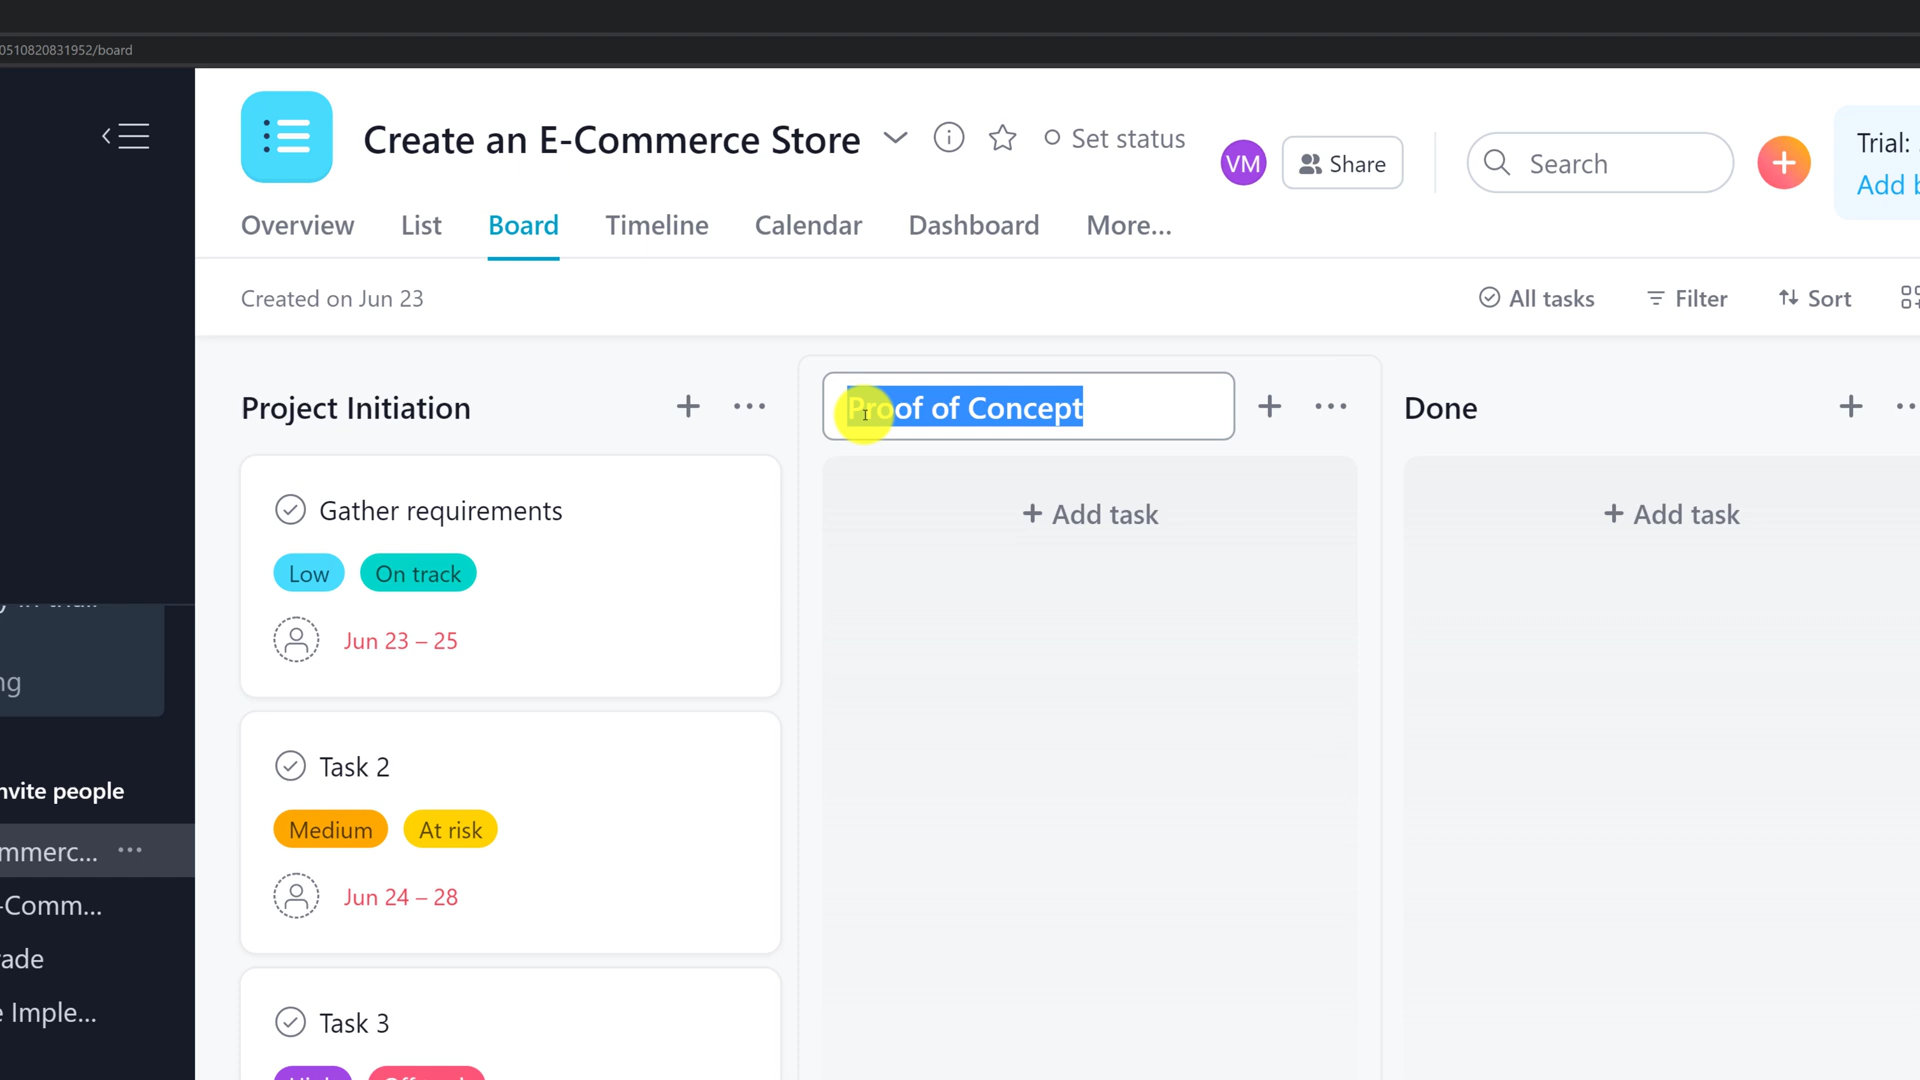 0510820831952/board
Create an E-Commerce Store
Set status
VM
Share
Search
Trial:
Add
Overview
List
Board
Timeline
Calendar
Dashboard
More...
Created on Jun 23
All tasks
Filter
Sort
Project Initiation
Proof of Concept
Done
Gather requirements
+ Add task
+ Add task
Low
On track
Jun 23 – 25
Task 2
Medium
At risk
Jun 24 – 28
Task 3
ng
nvite people
mmerc...
-Comm...
ade
e Imple...